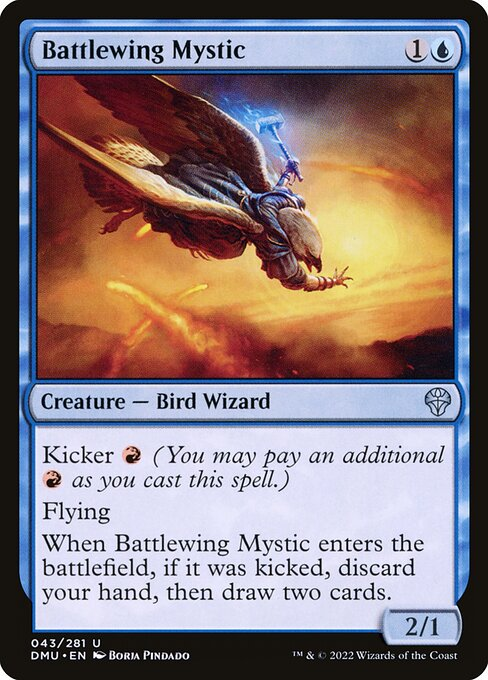 Battlewing Mystic 1
Creature — Bird Wizard
Kicker (You may pay an additional
as you cast this spell.)
Flying
When Battlewing Mystic enters the
battlefield, if it was kicked, discard
your hand, then draw two cards.
2/1
043/281 U
DMU • EN Borja Pindado
™ & © 2022 Wizards of the Coast